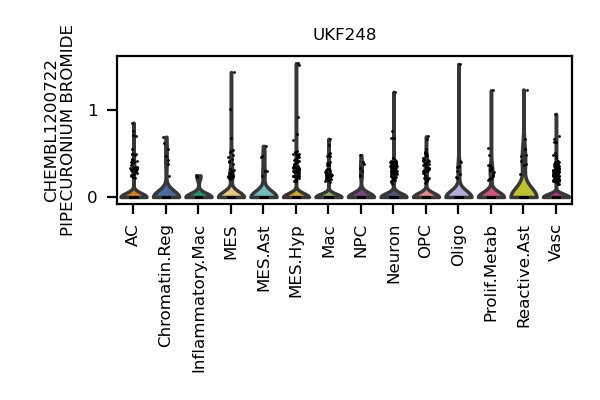 UKF248
CHEMBL1200722
PIPECURONIUM BROMIDE
1
0
AC
Chromatin.Reg
Inflammatory.Mac
MES
MES.Ast
MES.Hyp
Mac
NPC
Neuron
OPC
Oligo
Prolif.Metab
Reactive.Ast
Vasc